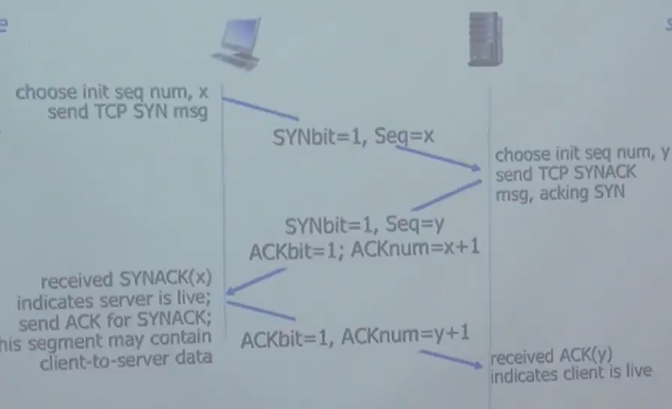 choose init seq num, x
send TCP SYN msg
SYNbit=1, Seq=x
choose init seq num, y
send TCP SYNACK
msg, acking SYN
SYNbit=1, Seq=y
ACKbit=1; ACKnum=x+1
received SYNACK(x)
indicates server is live;
send ACK for SYNACK;
his segment may contain
client-to-server data
ACKbit=1, ACKnum=y+1
received ACK(y)
indicates client is live